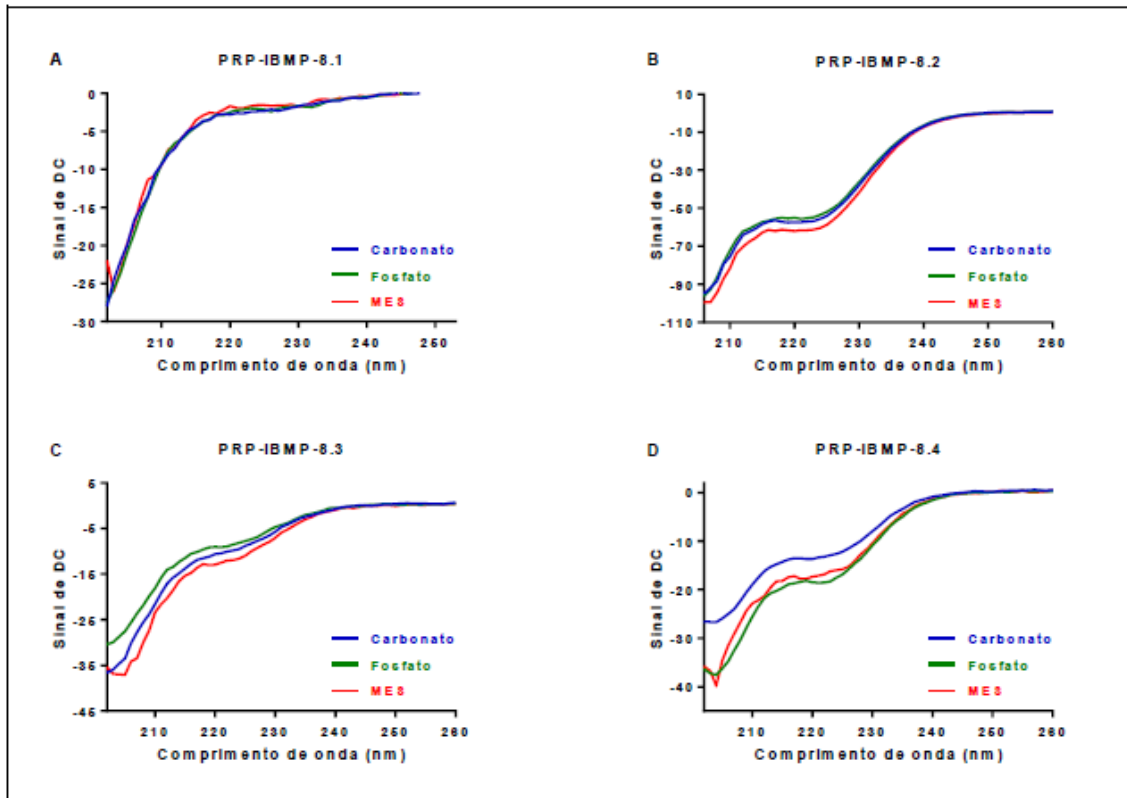 A
PRP-IBMP-8.1
Sinal de DC
0
-5
-10
-15
-20
-25
-30
Carbonato
Fosfato
MES
210 220 230 240 250
Comprimento de onda (nm)
B
PRP-IBMP-8.2
Sinal de DC
10
-10
-30
-50
-70
-90
-110
Carbonato
Fosfato
MES
210 220 230 240 250 260
Comprimento de onda (nm)
C
PRP-IBMP-8.3
Sinal de DC
5
-5
-15
-25
-35
-45
Carbonato
Fosfato
MES
210 220 230 240 250 260
Comprimento de onda (nm)
D
PRP-IBMP-8.4
Sinal de DC
0
-10
-20
-30
-40
Carbonato
Fosfato
MES
210 220 230 240 250 260
Comprimento de onda (nm)